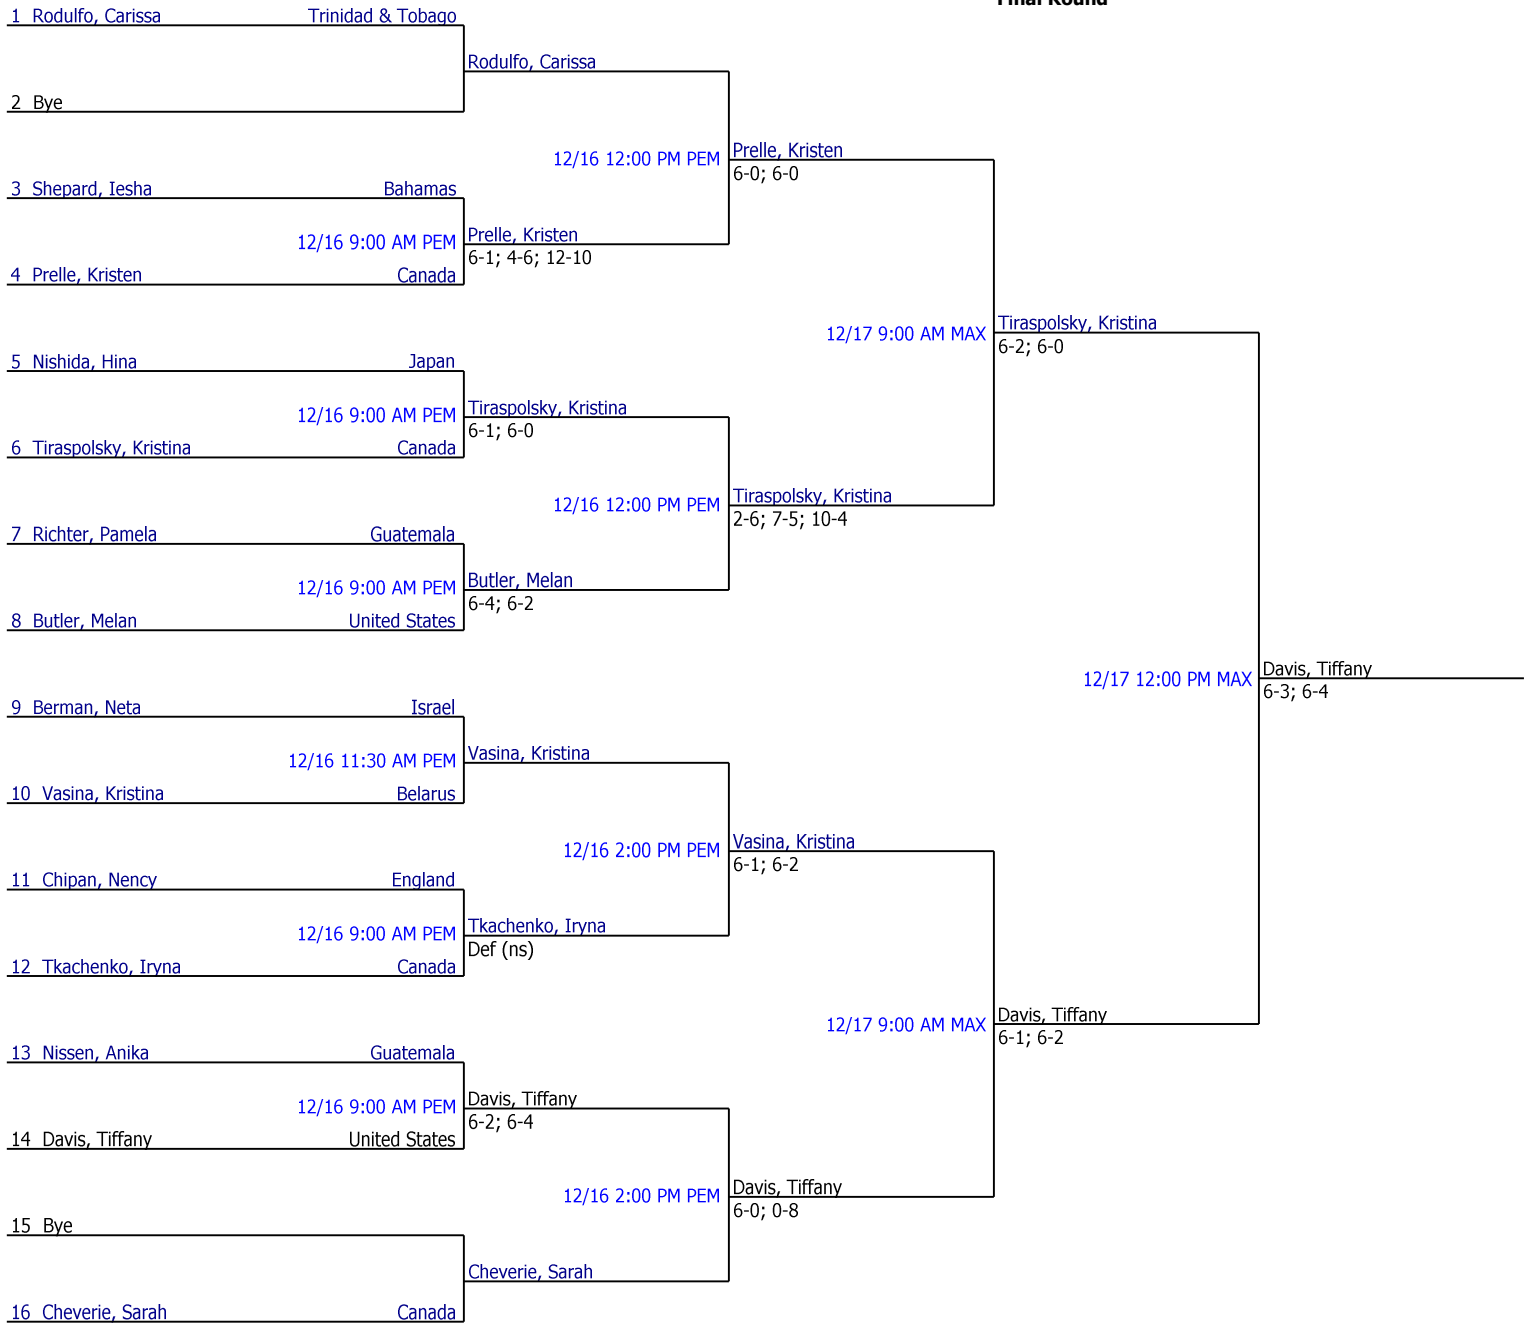 Final Round
1 Rodulfo, Carissa Trinidad & Tobago
Rodulfo, Carissa
2 Bye
12/16 12:00 PM PEM Prelle, Kristen
6-0; 6-0
3 Shepard, Iesha Bahamas
12/16 9:00 AM PEM Prelle, Kristen
6-1; 4-6; 12-10
4 Prelle, Kristen Canada
12/17 9:00 AM MAX Tiraspolsky, Kristina
6-2; 6-0
5 Nishida, Hina Japan
12/16 9:00 AM PEM Tiraspolsky, Kristina
6-1; 6-0
6 Tiraspolsky, Kristina Canada
12/16 12:00 PM PEM Tiraspolsky, Kristina
2-6; 7-5; 10-4
7 Richter, Pamela Guatemala
12/16 9:00 AM PEM Butler, Melan
6-4; 6-2
8 Butler, Melan United States
12/17 12:00 PM MAX Davis, Tiffany
6-3; 6-4
9 Berman, Neta Israel
12/16 11:30 AM PEM Vasina, Kristina
10 Vasina, Kristina Belarus
12/16 2:00 PM PEM Vasina, Kristina
6-1; 6-2
11 Chipan, Nency England
12/16 9:00 AM PEM Tkachenko, Iryna
Def (ns)
12 Tkachenko, Iryna Canada
12/17 9:00 AM MAX Davis, Tiffany
6-1; 6-2
13 Nissen, Anika Guatemala
12/16 9:00 AM PEM Davis, Tiffany
6-2; 6-4
14 Davis, Tiffany United States
12/16 2:00 PM PEM Davis, Tiffany
6-0; 0-8
15 Bye
Cheverie, Sarah
16 Cheverie, Sarah Canada